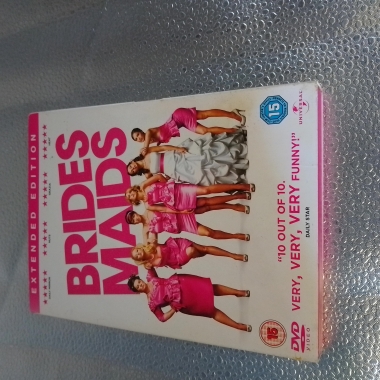 EXTENDED EDITION
BRIDES
MAIDS
"10 OUT OF 10.
VERY, VERY, VERY FUNNY!"
DAILY STAR
15
UNIVERSAL
15
DVD
VIDEO